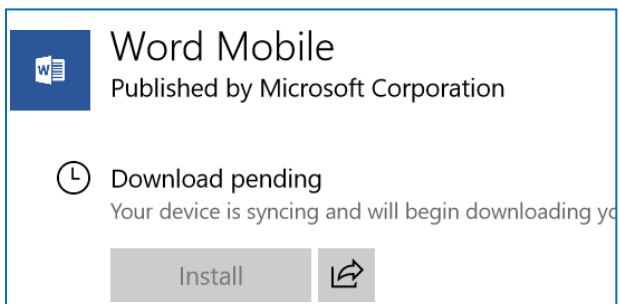 Word Mobile
Published by Microsoft Corporation
Download pending
Your device is syncing and will begin downloading
Install